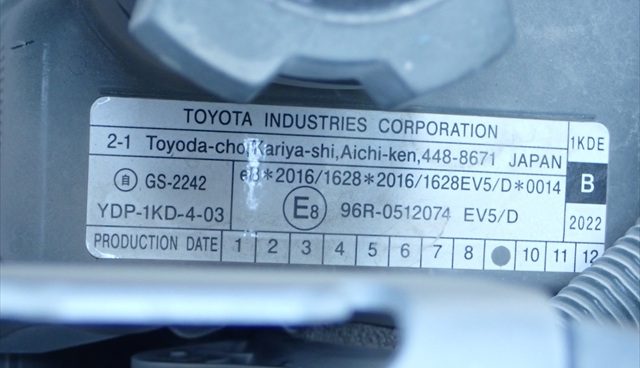 TOYOTA INDUSTRIES CORPORATION
1KDE
2-1 Toyoda-cho,Kariya-shi,Aichi-ken,448-8671 JAPAN
自 GS-2242
e8*2016/1628*2016/1628EV5/D*0014
B
YDP-1KD-4-03
E8 96R-0512074 EV5/D
2022
PRODUCTION DATE 1 2 3 4 5 6 7 8 10 11 12